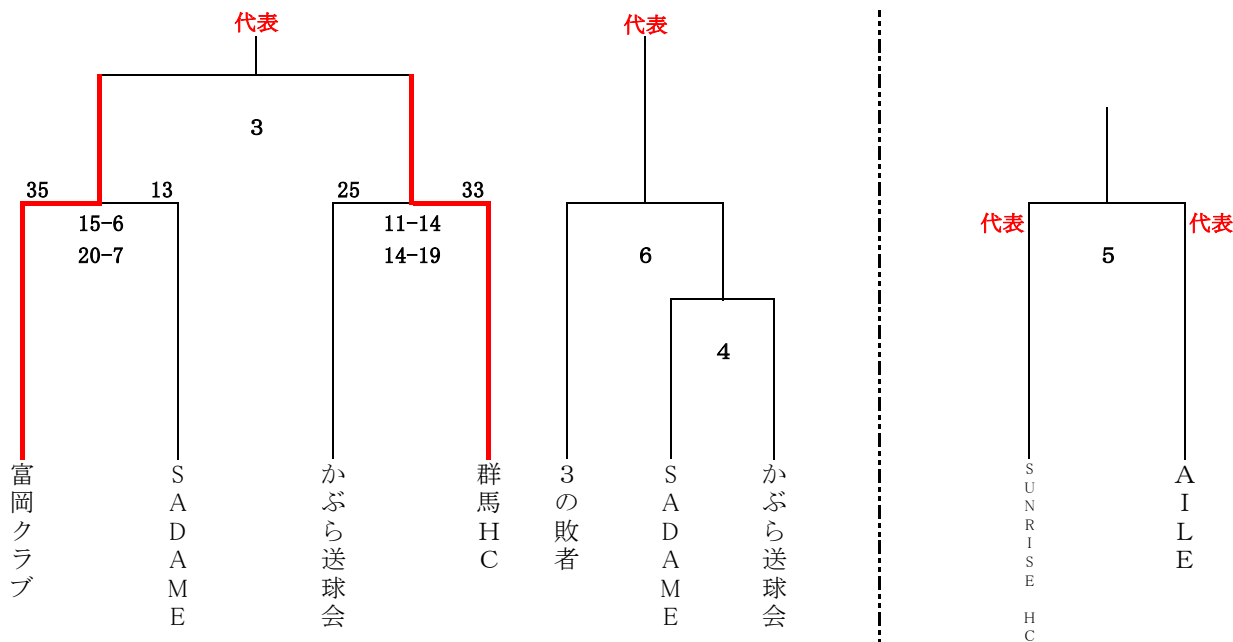 代表
代表
3
35
13
25
33
15-6
20-7
11-14
14-19
代表
代表
6
5
4
富岡クラブ
SADAME
かぶら送球会
群馬HC
3の敗者
SADAME
かぶら送球会
SUNRISE HC
AILE